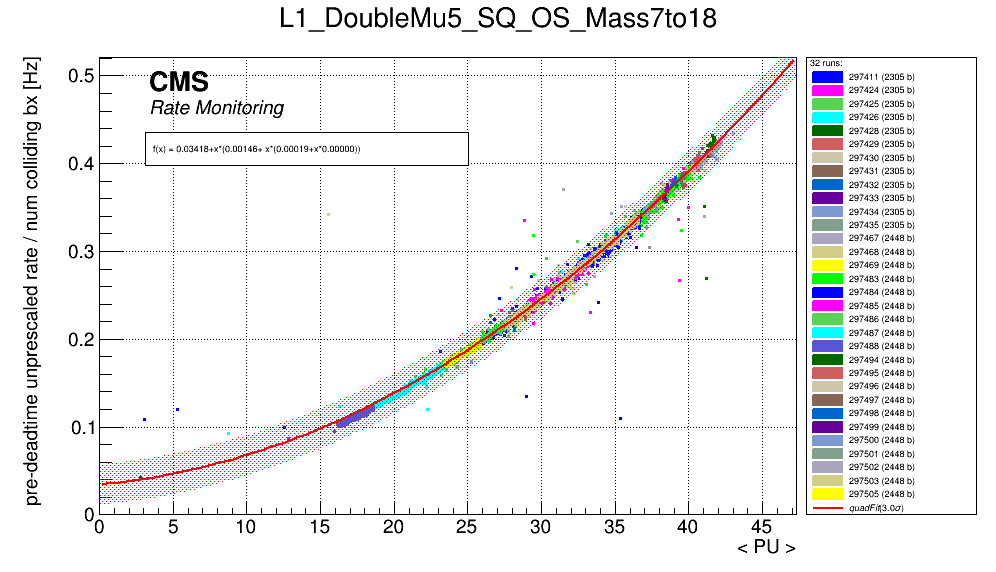 L1_DoubleMu5_SQ_OS_Mass7to18
pre-deadtime unprescaled rate / num colliding bx [Hz]
CMS
Rate Monitoring
f(x) = 0.03418+x*(0.00146+ x*(0.00019+x*0.00000))
0.5
0.4
0.3
0.2
0.1
0
0 5 10 15 20 25 30 35 40 45
< PU >
32 runs:
297411 (2305 b)
297424 (2305 b)
297425 (2305 b)
297426 (2305 b)
297428 (2305 b)
297429 (2305 b)
297430 (2305 b)
297431 (2305 b)
297432 (2305 b)
297433 (2305 b)
297434 (2305 b)
297435 (2305 b)
297467 (2448 b)
297468 (2448 b)
297469 (2448 b)
297483 (2448 b)
297484 (2448 b)
297485 (2448 b)
297486 (2448 b)
297487 (2448 b)
297488 (2448 b)
297494 (2448 b)
297495 (2448 b)
297496 (2448 b)
297497 (2448 b)
297498 (2448 b)
297499 (2448 b)
297500 (2448 b)
297501 (2448 b)
297502 (2448 b)
297503 (2448 b)
297505 (2448 b)
quadFit(3.0σ)